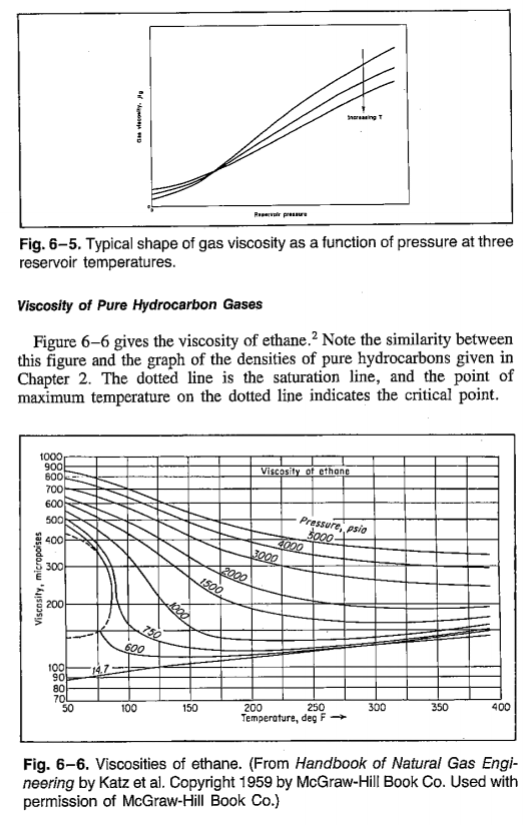 Gas viscosity, μg
Increasing T
Reservoir pressure
Fig. 6–5. Typical shape of gas viscosity as a function of pressure at three
reservoir temperatures.
Viscosity of Pure Hydrocarbon Gases
Figure 6–6 gives the viscosity of ethane.² Note the similarity between
this figure and the graph of the densities of pure hydrocarbons given in
Chapter 2. The dotted line is the saturation line, and the point of
maximum temperature on the dotted line indicates the critical point.
Viscosity of ethane
Pressure, psia
5000
4000
3000
2000
1500
1000
750
600
14.7
Viscosity, micropoises
1000
900
800
700
600
500
400
300
200
100
90
80
70
50 100 150 200 250 300 350 400
Temperature, deg F →
Fig. 6–6. Viscosities of ethane. (From Handbook of Natural Gas Engi-
neering by Katz et al. Copyright 1959 by McGraw-Hill Book Co. Used with
permission of McGraw-Hill Book Co.)